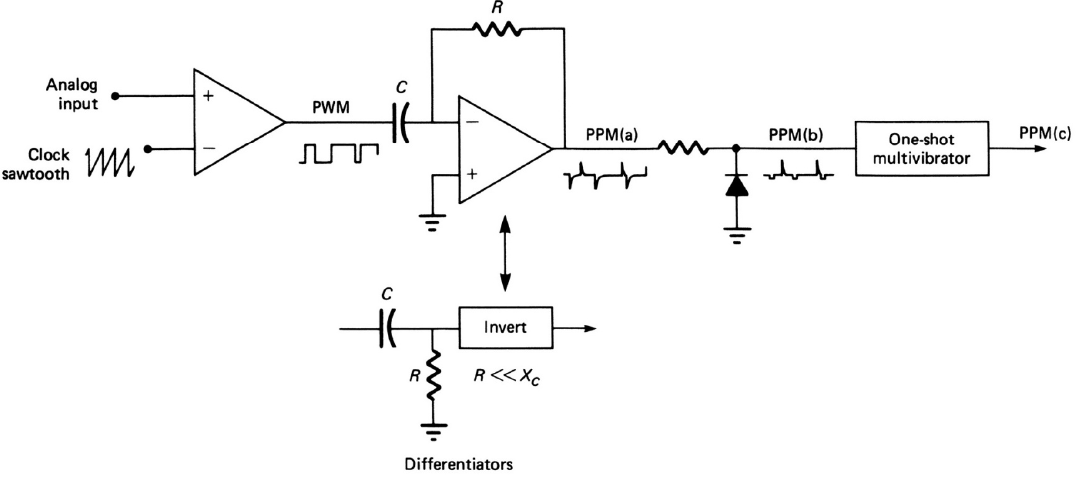 R
Analog
input
+
−
Clock
sawtooth
PWM
C
−
+
PPM(a)
PPM(b)
One-shot
multivibrator
PPM(c)
C
Invert
R
R << Xc
Differentiators